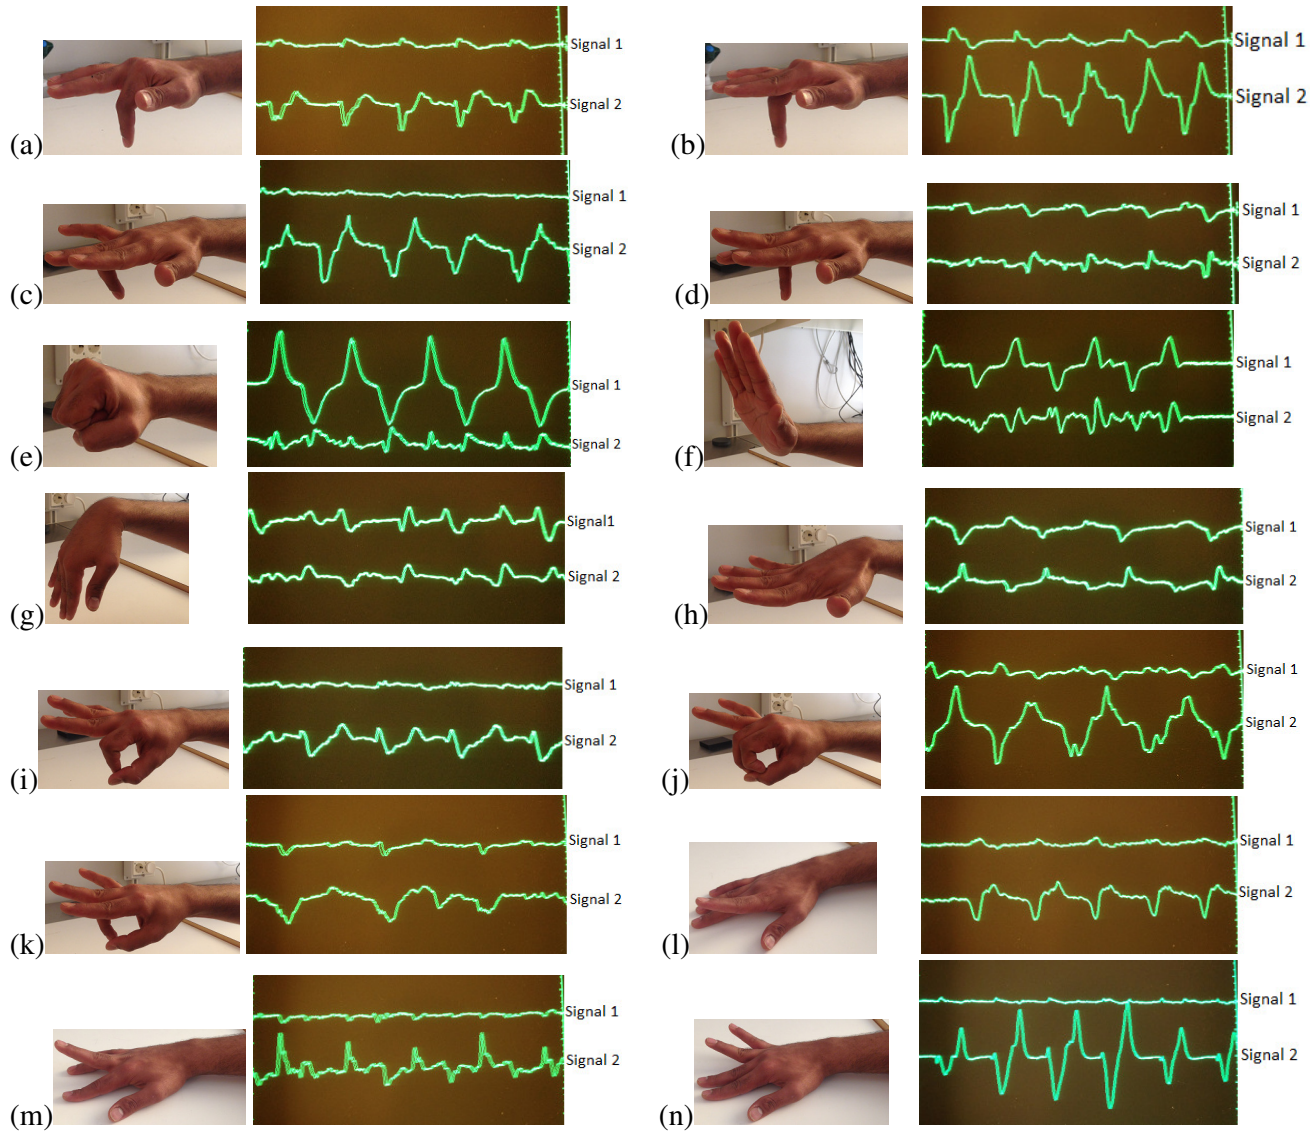 (a) Signal 1
Signal 2
(b) Signal 1
Signal 2
(c) Signal 1
Signal 2
(d) Signal 1
Signal 2
(e) Signal 1
Signal 2
(f) Signal 1
Signal 2
(g) Signal1
Signal 2
(h) Signal 1
Signal 2
(i) Signal 1
Signal 2
(j) Signal 1
Signal 2
(k) Signal 1
Signal 2
(l) Signal 1
Signal 2
(m) Signal 1
Signal 2
(n) Signal 1
Signal 2